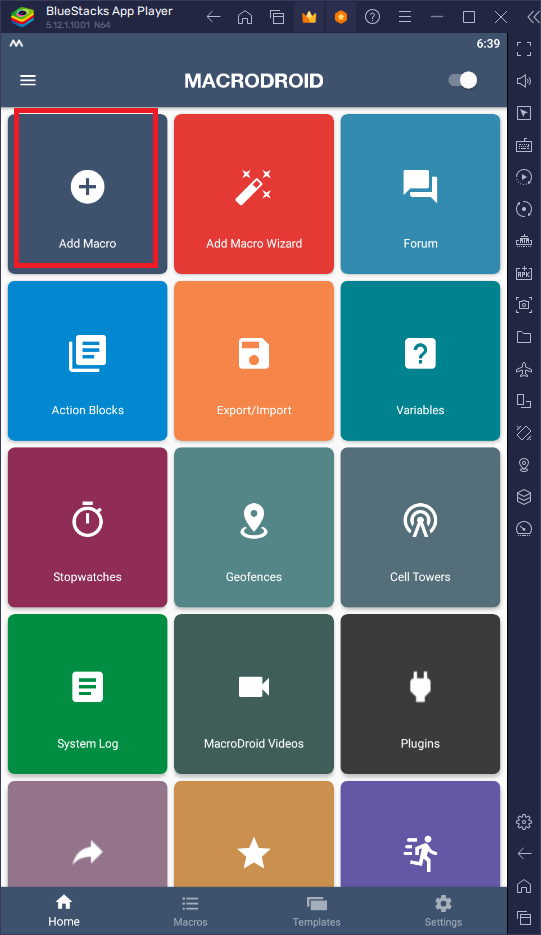 BlueStacks App Player
5.12.1.1001 N64
6:39
MACRODROID
Add Macro
Add Macro Wizard
Forum
Action Blocks
Export/Import
Variables
Stopwatches
Geofences
Cell Towers
System Log
MacroDroid Videos
Plugins
Home
Macros
Templates
Settings